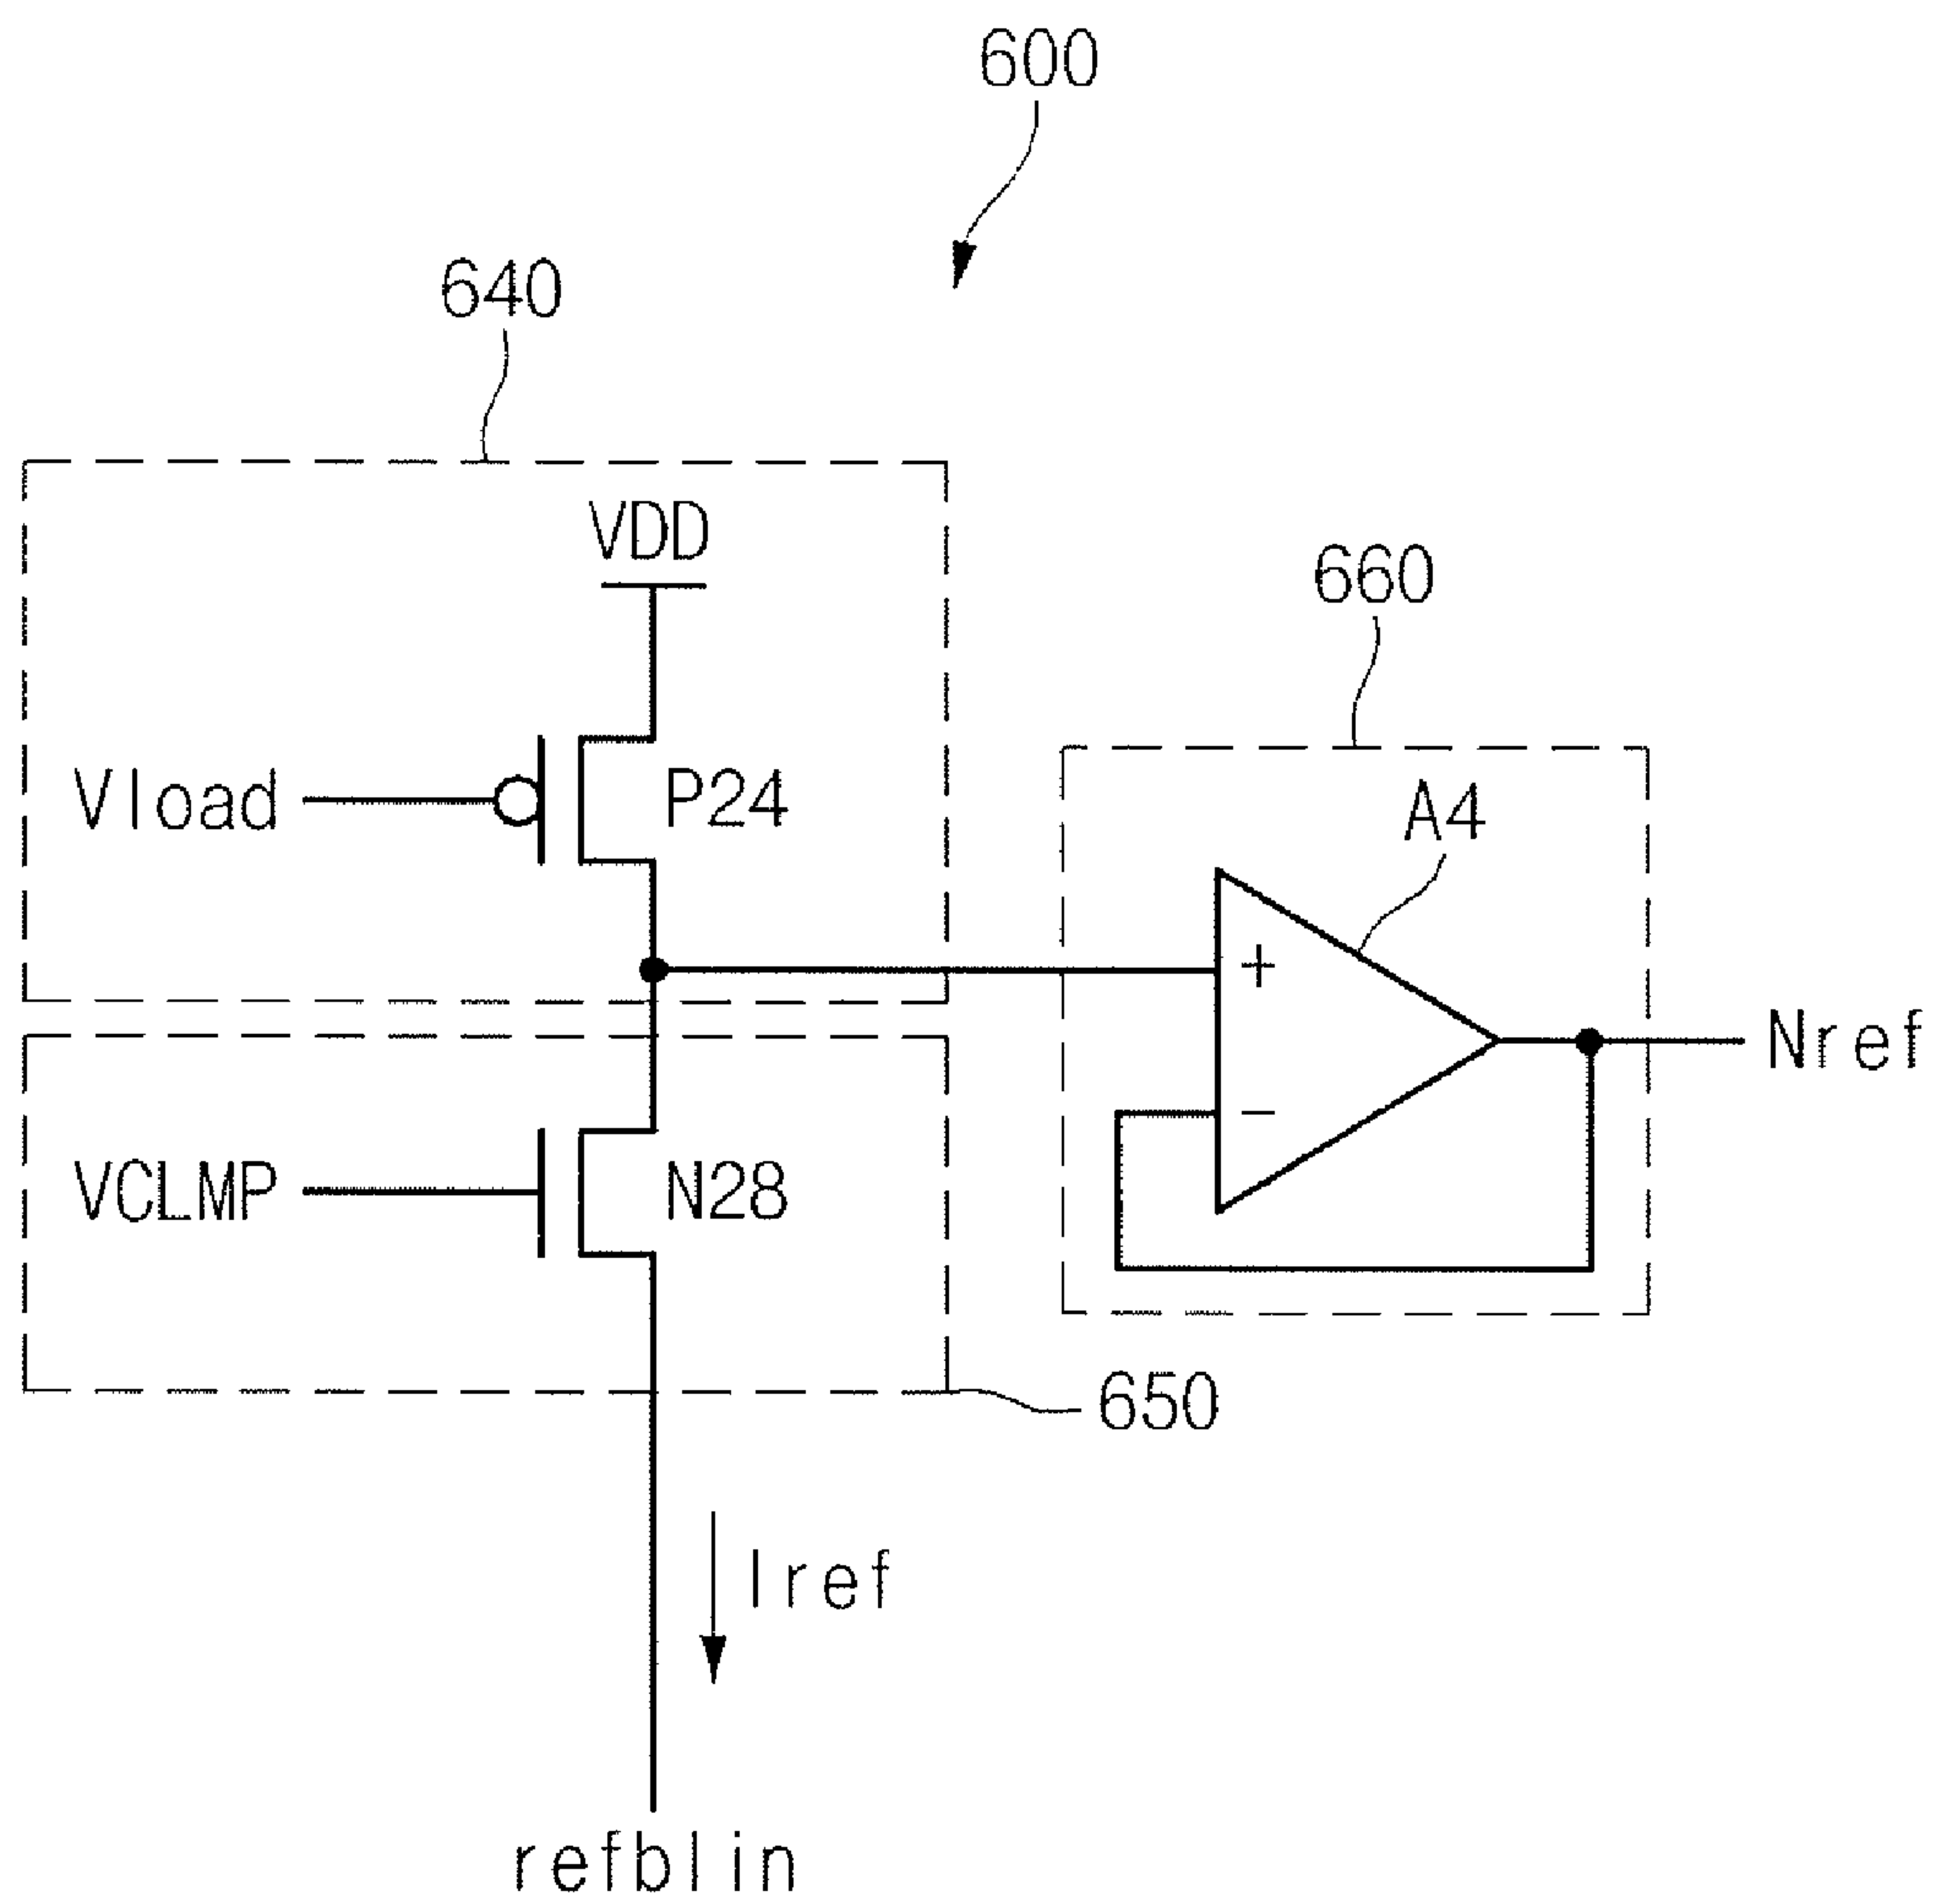 600
640
VDD
660
Vload
P24
A4
+
Nref
−
VCLMP
N28
650
Iref
refblin